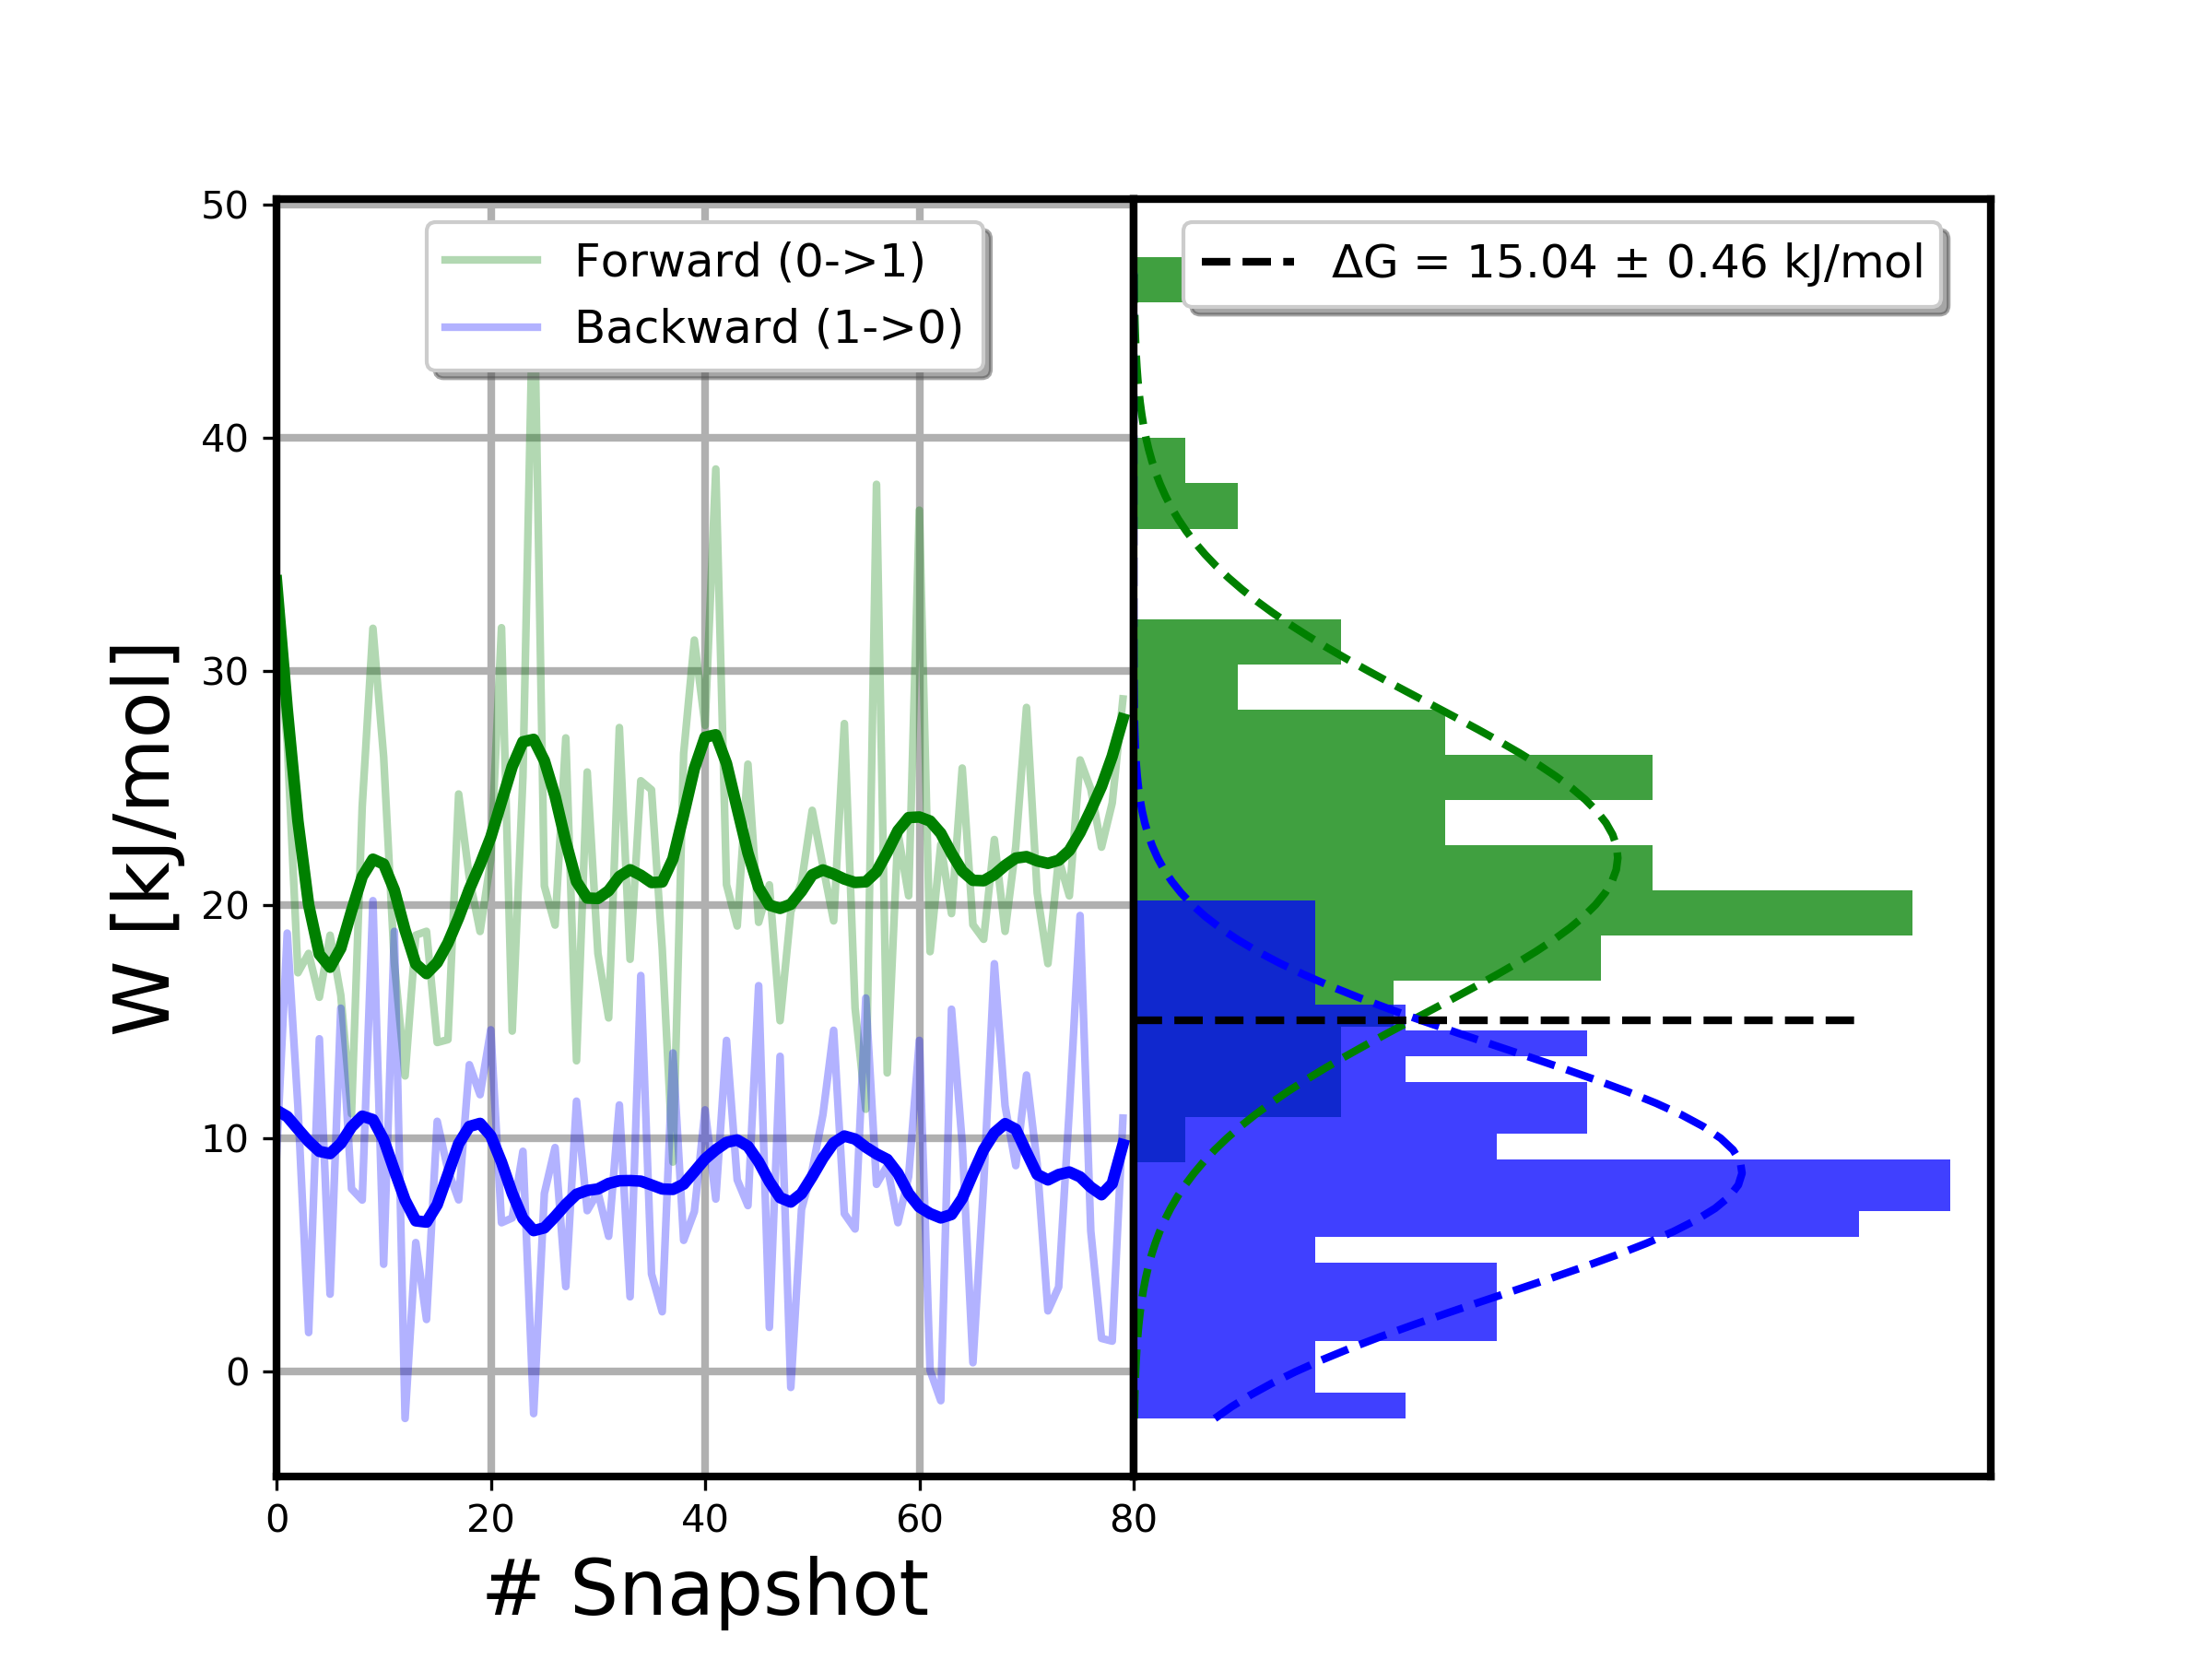 50
40
30
20
10
0
W [kJ/mol]
Forward (0->1)
Backward (1->0)
ΔG = 15.04 ± 0.46 kJ/mol
0 20 40 60 80
# Snapshot